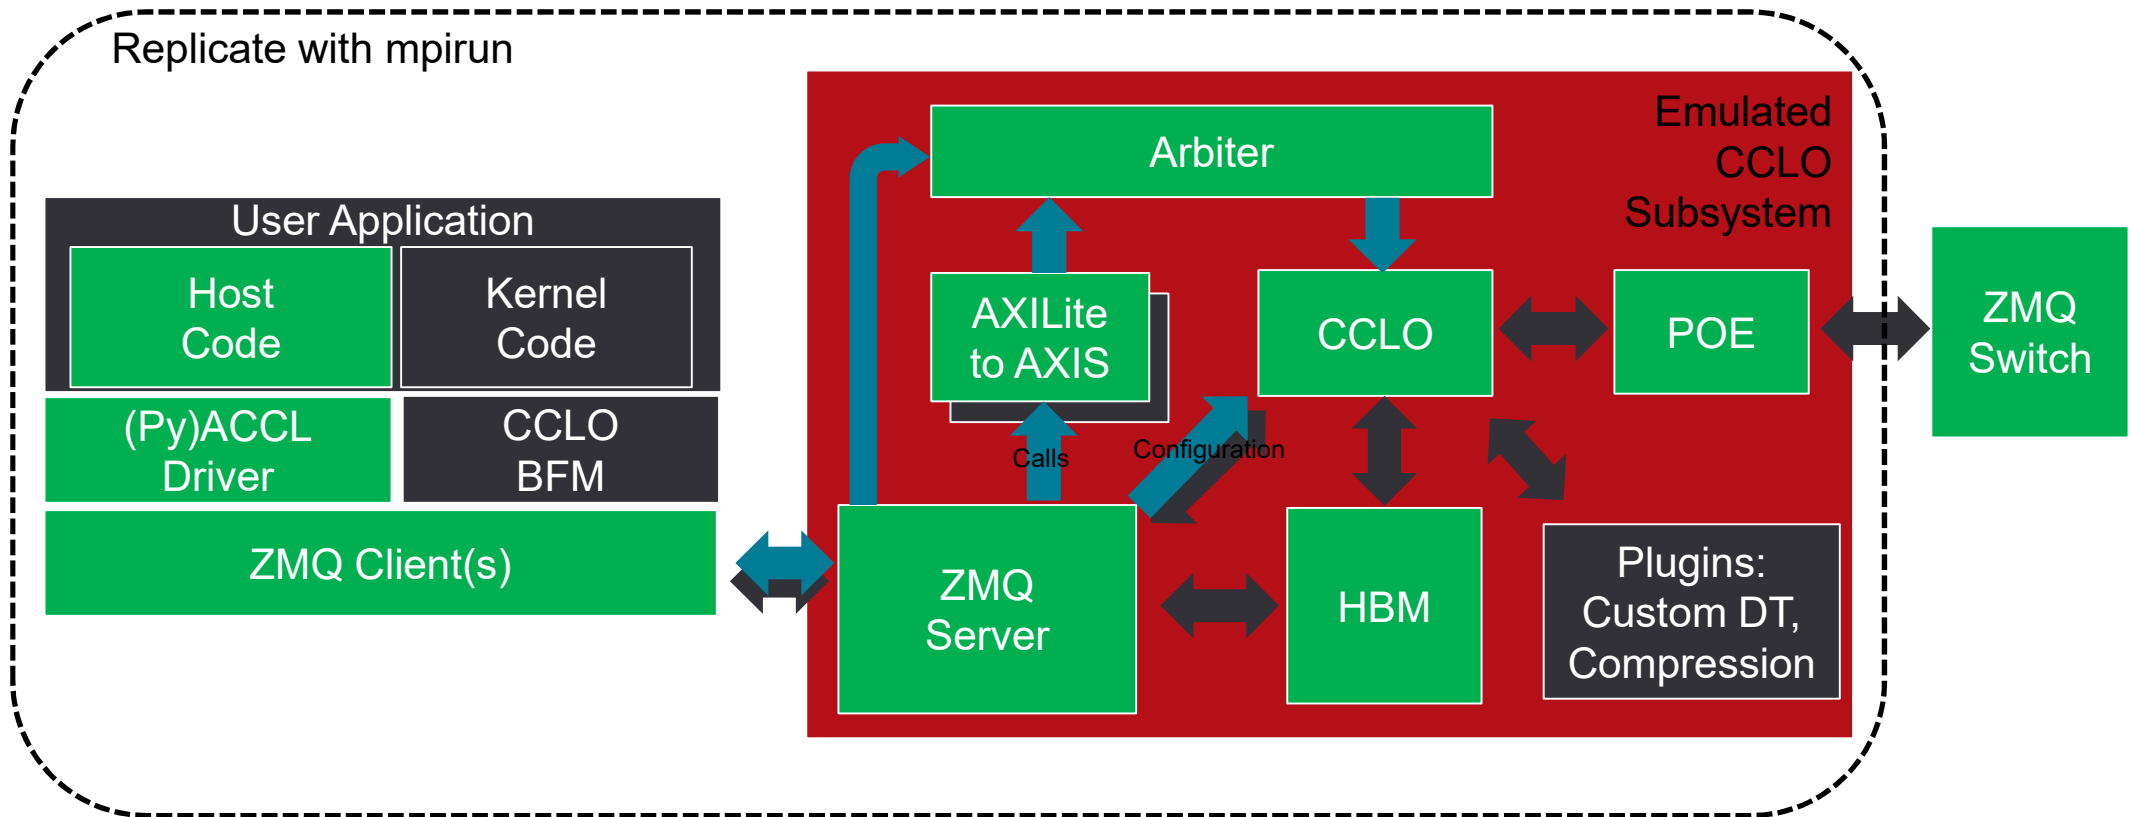 Replicate with mpirun
Emulated
CCLO
Subsystem
Arbiter
User Application
Host
Code
Kernel
Code
(Py)ACCL
Driver
CCLO
BFM
ZMQ Client(s)
AXILite
to AXIS
CCLO
POE
ZMQ
Switch
Calls
Configuration
ZMQ
Server
HBM
Plugins:
Custom DT,
Compression